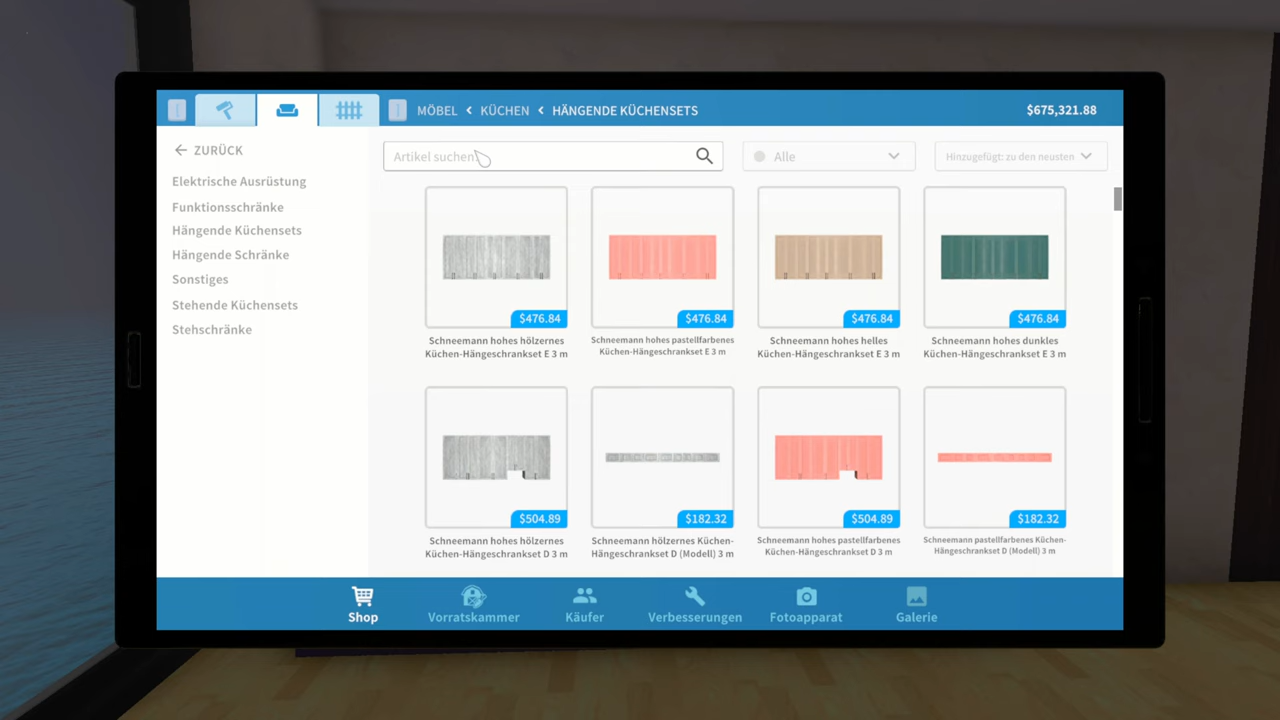 MÖBEL < KÜCHEN < HÄNGENDE KÜCHENSETS
$675,321.88
ZURÜCK
Elektrische Ausrüstung
Funktionsschränke
Hängende Küchensets
Hängende Schränke
Sonstiges
Stehende Küchensets
Stehschränke
Artikel suchen
Alle
Hinzugefügt: zu den neusten
$476.84
$476.84
$476.84
$476.84
Schneemann hohes hölzernes
Küchen-Hängeschrankset E 3 m
Schneemann hohes pastellfarbenes
Küchen-Hängeschrankset E 3 m
Schneemann hohes helles
Küchen-Hängeschrankset E 3 m
Schneemann hohes dunkles
Küchen-Hängeschrankset E 3 m
$504.89
$182.32
$504.89
$182.32
Schneemann hohes hölzernes
Küchen-Hängeschrankset D 3 m
Schneemann hölzernes Küchen-
Hängeschrankset D (Modell) 3 m
Schneemann hohes pastellfarbenes
Küchen-Hängeschrankset D 3 m
Schneemann pastellfarbenes Küchen-
Hängeschrankset D (Modell) 3 m
Shop
Vorratskammer
Käufer
Verbesserungen
Fotoapparat
Galerie